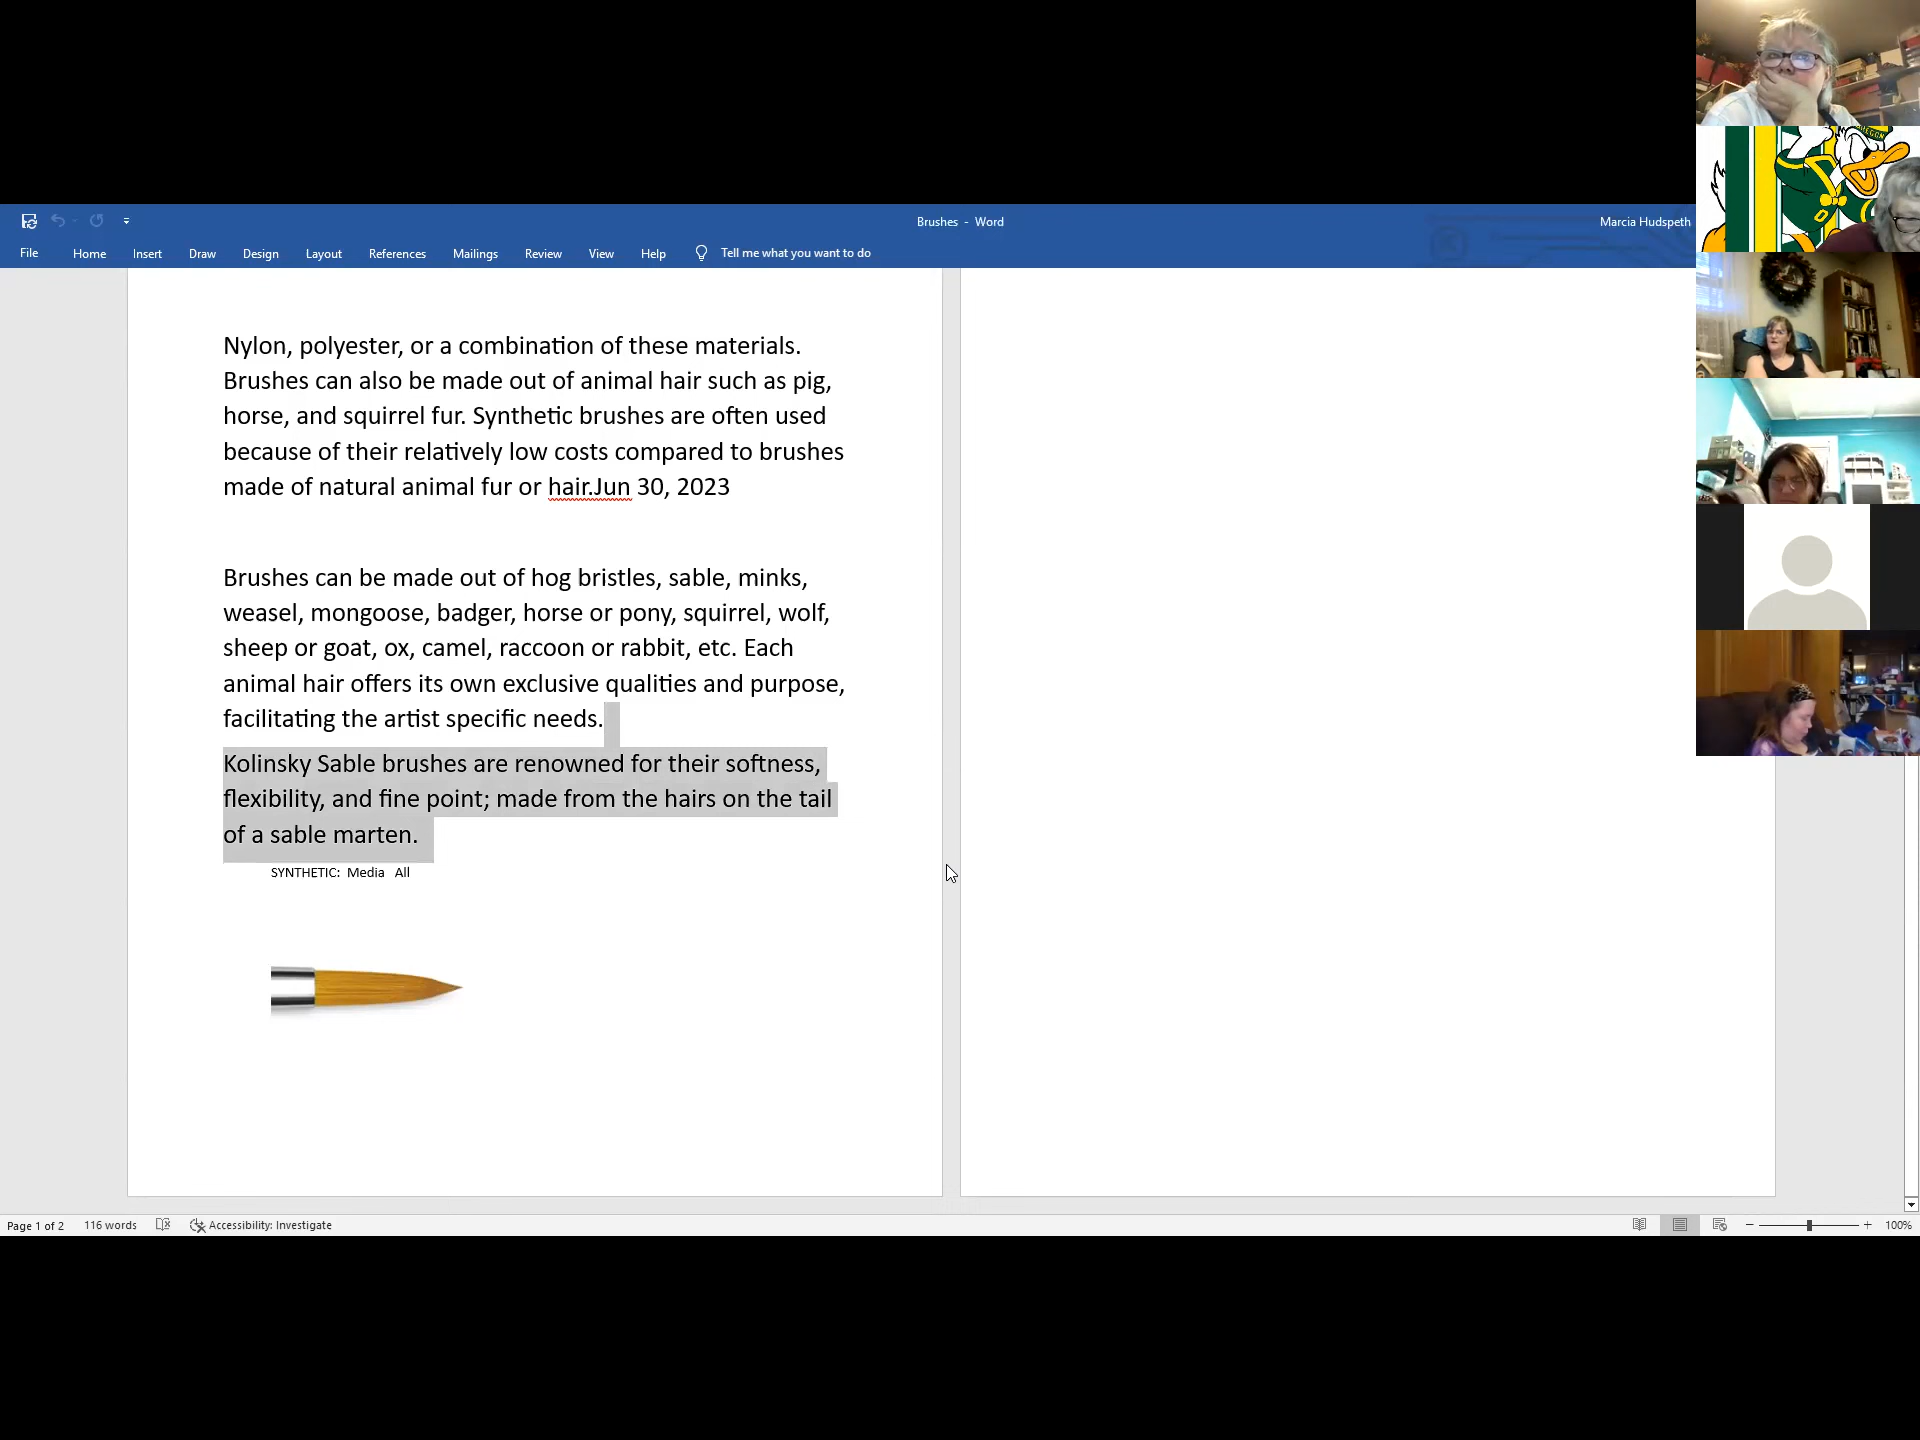 Brushes - Word
Marcia Hudspeth
File Home Insert Draw Design Layout References Mailings Review View Help Tell me what you want to do
Nylon, polyester, or a combination of these materials.
Brushes can also be made out of animal hair such as pig,
horse, and squirrel fur. Synthetic brushes are often used
because of their relatively low costs compared to brushes
made of natural animal fur or hair.Jun 30, 2023
Brushes can be made out of hog bristles, sable, minks,
weasel, mongoose, badger, horse or pony, squirrel, wolf,
sheep or goat, ox, camel, raccoon or rabbit, etc. Each
animal hair offers its own exclusive qualities and purpose,
facilitating the artist specific needs.
Kolinsky Sable brushes are renowned for their softness,
flexibility, and fine point; made from the hairs on the tail
of a sable marten.
SYNTHETIC: Media All
Page 1 of 2 116 words Accessibility: Investigate 100%